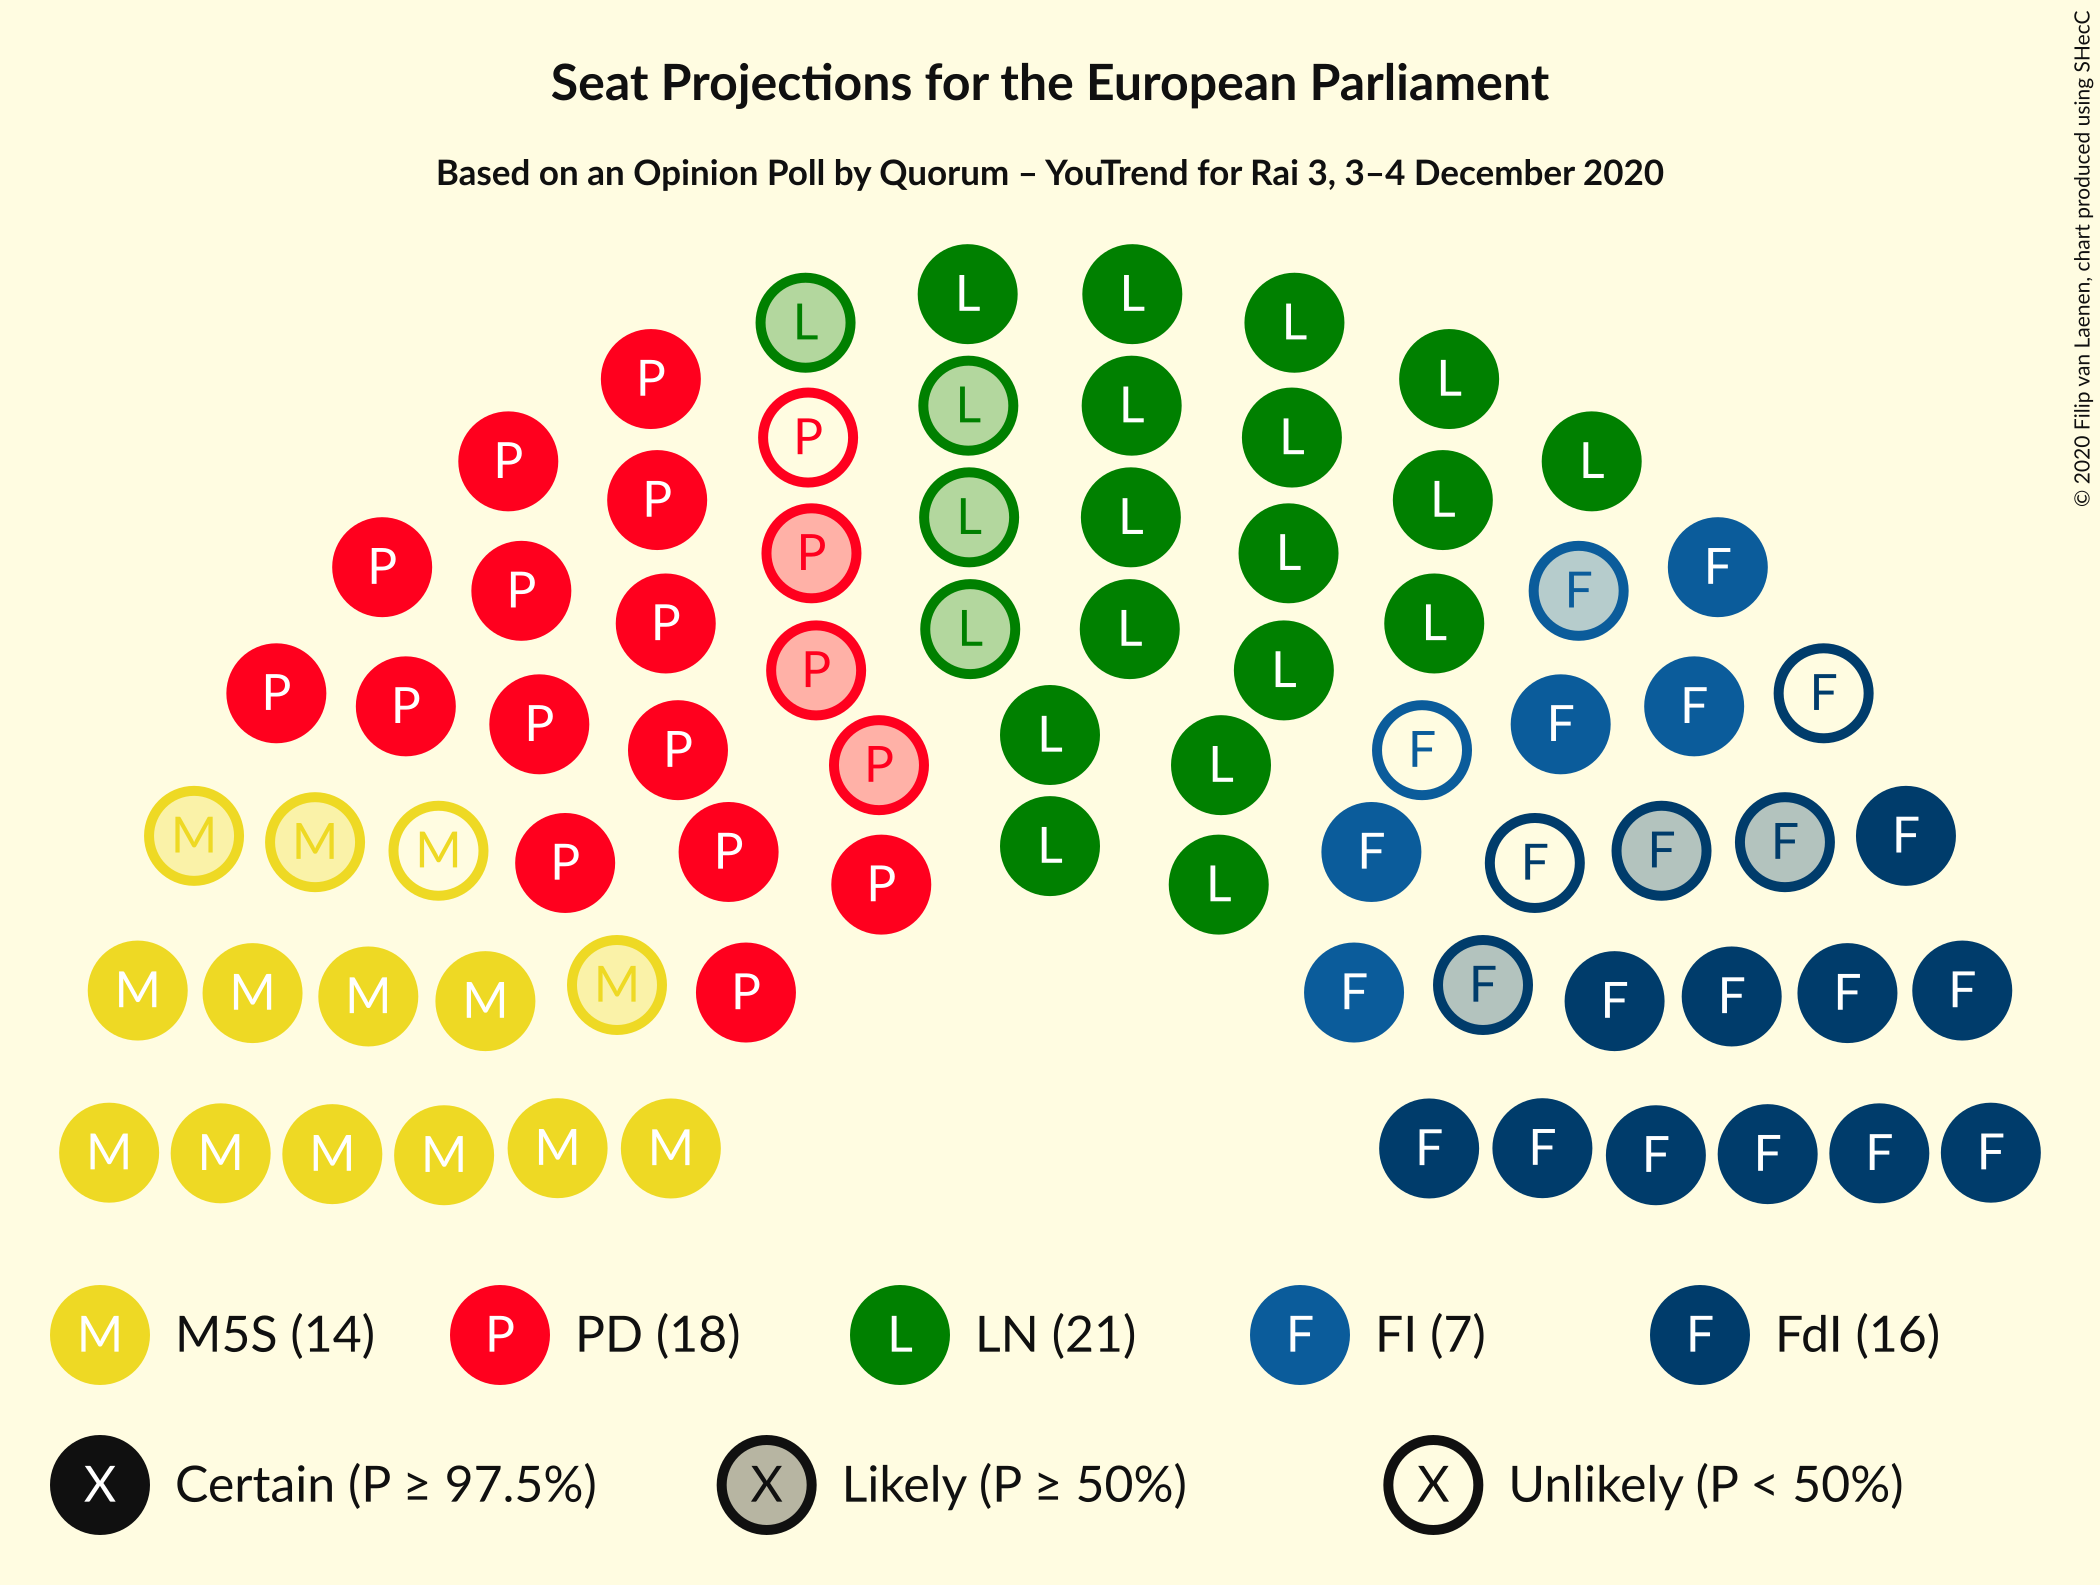 Seat Projections for the European Parliament
Based on an Opinion Poll by Quorum – YouTrend for Rai 3, 3–4 December 2020
© 2020 Filip van Laenen, chart produced using SHecC
L L L L
P L
P L L L
P P L
P L L L
P P L
P P L L F F
P L L L
P P P L F
P P F F
P P F
P L F
P L L
M M M P P P L L F F F F F
M M M M M P F F F F F F
M M M M M M F F F F F F
M M5S (14) P PD (18) L LN (21) F FI (7) F FdI (16)
X Certain (P ≥ 97.5%) X Likely (P ≥ 50%) X Unlikely (P < 50%)